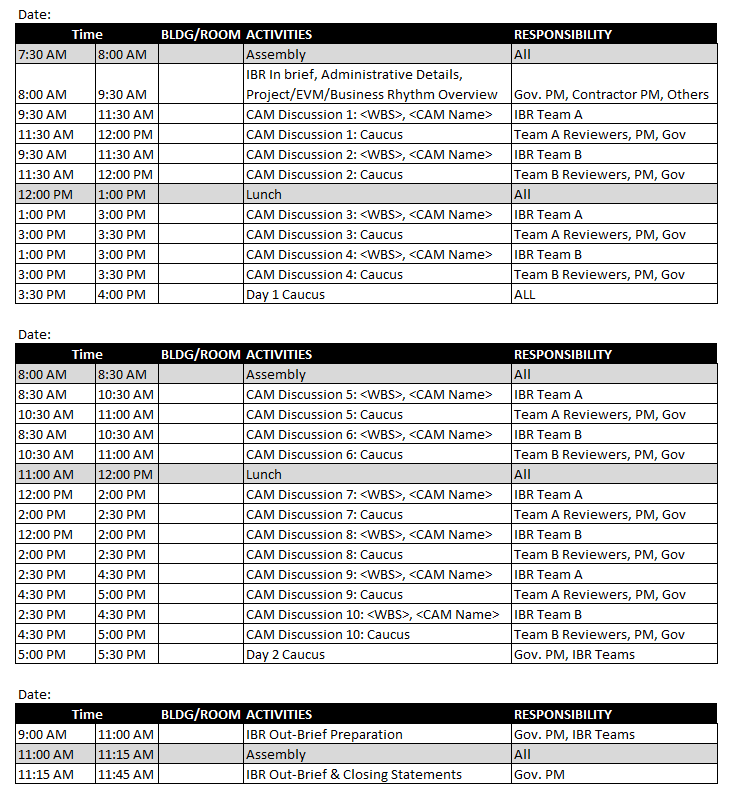 Date:
Time BLDG/ROOM ACTIVITIES RESPONSIBILITY
7:30 AM 8:00 AM Assembly All
IBR In brief, Administrative Details,
8:00 AM 9:30 AM Project/EVM/Business Rhythm Overview Gov. PM, Contractor PM, Others
9:30 AM 11:30 AM CAM Discussion 1: <WBS>, <CAM Name> IBR Team A
11:30 AM 12:00 PM CAM Discussion 1: Caucus Team A Reviewers, PM, Gov
9:30 AM 11:30 AM CAM Discussion 2: <WBS>, <CAM Name> IBR Team B
11:30 AM 12:00 PM CAM Discussion 2: Caucus Team B Reviewers, PM, Gov
12:00 PM 1:00 PM Lunch All
1:00 PM 3:00 PM CAM Discussion 3: <WBS>, <CAM Name> IBR Team A
3:00 PM 3:30 PM CAM Discussion 3: Caucus Team A Reviewers, PM, Gov
1:00 PM 3:00 PM CAM Discussion 4: <WBS>, <CAM Name> IBR Team B
3:00 PM 3:30 PM CAM Discussion 4: Caucus Team B Reviewers, PM, Gov
3:30 PM 4:00 PM Day 1 Caucus ALL
Date:
Time BLDG/ROOM ACTIVITIES RESPONSIBILITY
8:00 AM 8:30 AM Assembly All
8:30 AM 10:30 AM CAM Discussion 5: <WBS>, <CAM Name> IBR Team A
10:30 AM 11:00 AM CAM Discussion 5: Caucus Team A Reviewers, PM, Gov
8:30 AM 10:30 AM CAM Discussion 6: <WBS>, <CAM Name> IBR Team B
10:30 AM 11:00 AM CAM Discussion 6: Caucus Team B Reviewers, PM, Gov
11:00 AM 12:00 PM Lunch All
12:00 PM 2:00 PM CAM Discussion 7: <WBS>, <CAM Name> IBR Team A
2:00 PM 2:30 PM CAM Discussion 7: Caucus Team A Reviewers, PM, Gov
12:00 PM 2:00 PM CAM Discussion 8: <WBS>, <CAM Name> IBR Team B
2:00 PM 2:30 PM CAM Discussion 8: Caucus Team B Reviewers, PM, Gov
2:30 PM 4:30 PM CAM Discussion 9: <WBS>, <CAM Name> IBR Team A
4:30 PM 5:00 PM CAM Discussion 9: Caucus Team A Reviewers, PM, Gov
2:30 PM 4:30 PM CAM Discussion 10: <WBS>, <CAM Name> IBR Team B
4:30 PM 5:00 PM CAM Discussion 10: Caucus Team B Reviewers, PM, Gov
5:00 PM 5:30 PM Day 2 Caucus Gov. PM, IBR Teams
Date:
Time BLDG/ROOM ACTIVITIES RESPONSIBILITY
9:00 AM 11:00 AM IBR Out-Brief Preparation Gov. PM, IBR Teams
11:00 AM 11:15 AM Assembly All
11:15 AM 11:45 AM IBR Out-Brief & Closing Statements Gov. PM